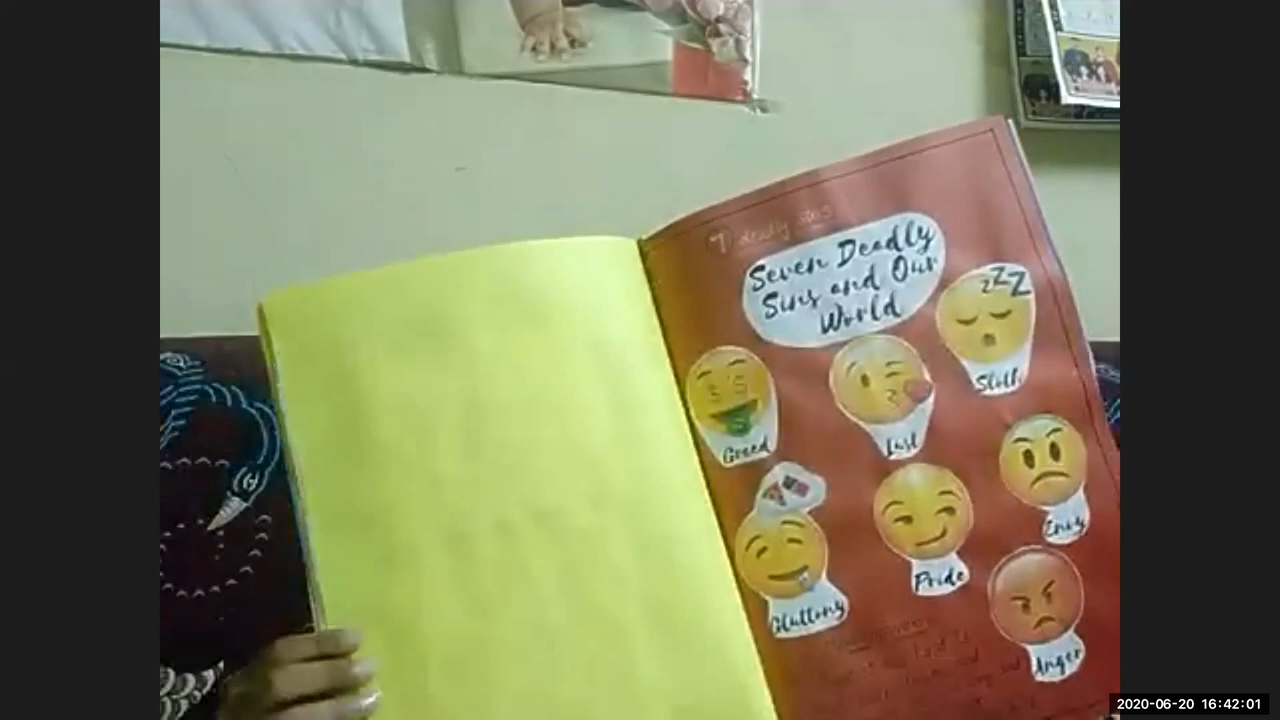 7 deadly sins
Seven Deadly
Sins and Our
World
zZZ
Sloth
Greed
Lust
Envy
Gluttony
Pride
Anger
2020-06-20 16:42:01